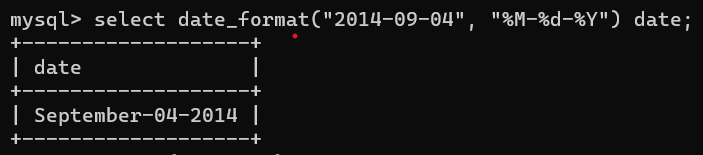 mysql> select date_format("2014-09-04", "%M-%d-%Y") date;
+-------------------+
| date              |
+-------------------+
| September-04-2014 |
+-------------------+